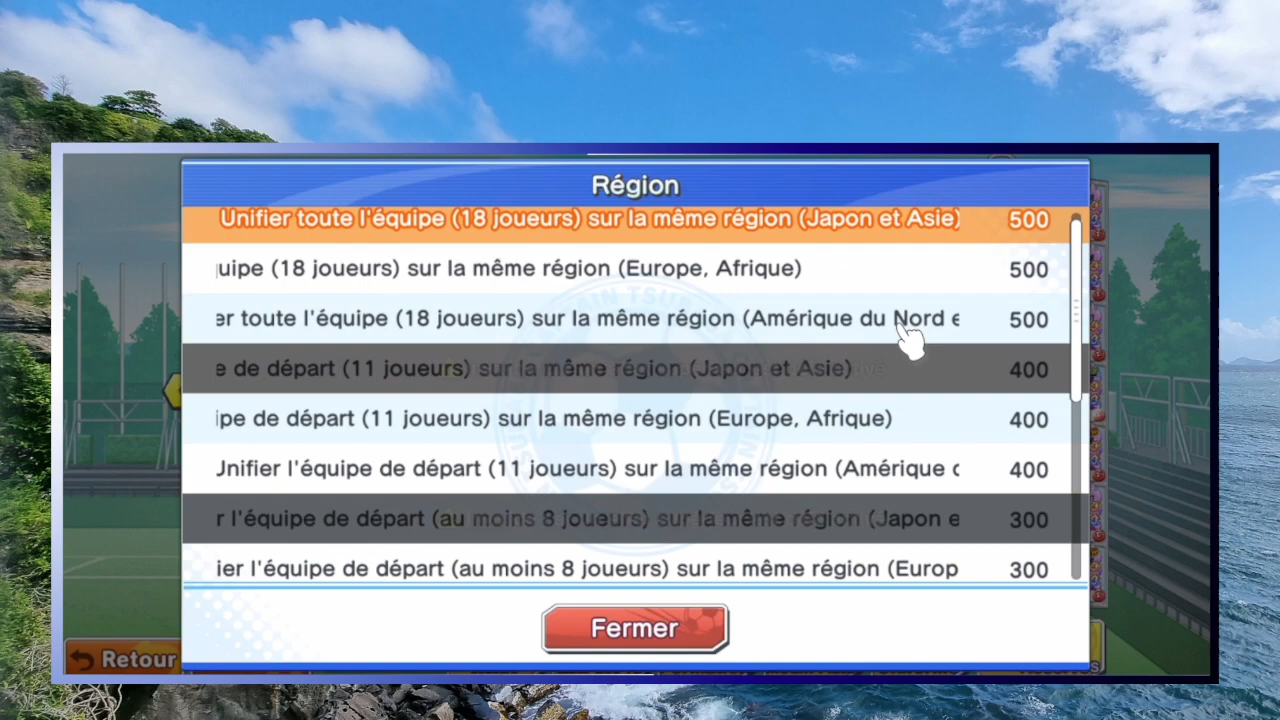 Région
Unifier toute l'équipe (18 joueurs) sur la même région (Japon et Asie) 500
uipe (18 joueurs) sur la même région (Europe, Afrique) 500
er toute l'équipe (18 joueurs) sur la même région (Amérique du Nord e 500
e de départ (11 joueurs) sur la même région (Japon et Asie) 400
ipe de départ (11 joueurs) sur la même région (Europe, Afrique) 400
Unifier l'équipe de départ (11 joueurs) sur la même région (Amérique d 400
r l'équipe de départ (au moins 8 joueurs) sur la même région (Japon e 300
ier l'équipe de départ (au moins 8 joueurs) sur la même région (Europ 300
Fermer
Retour